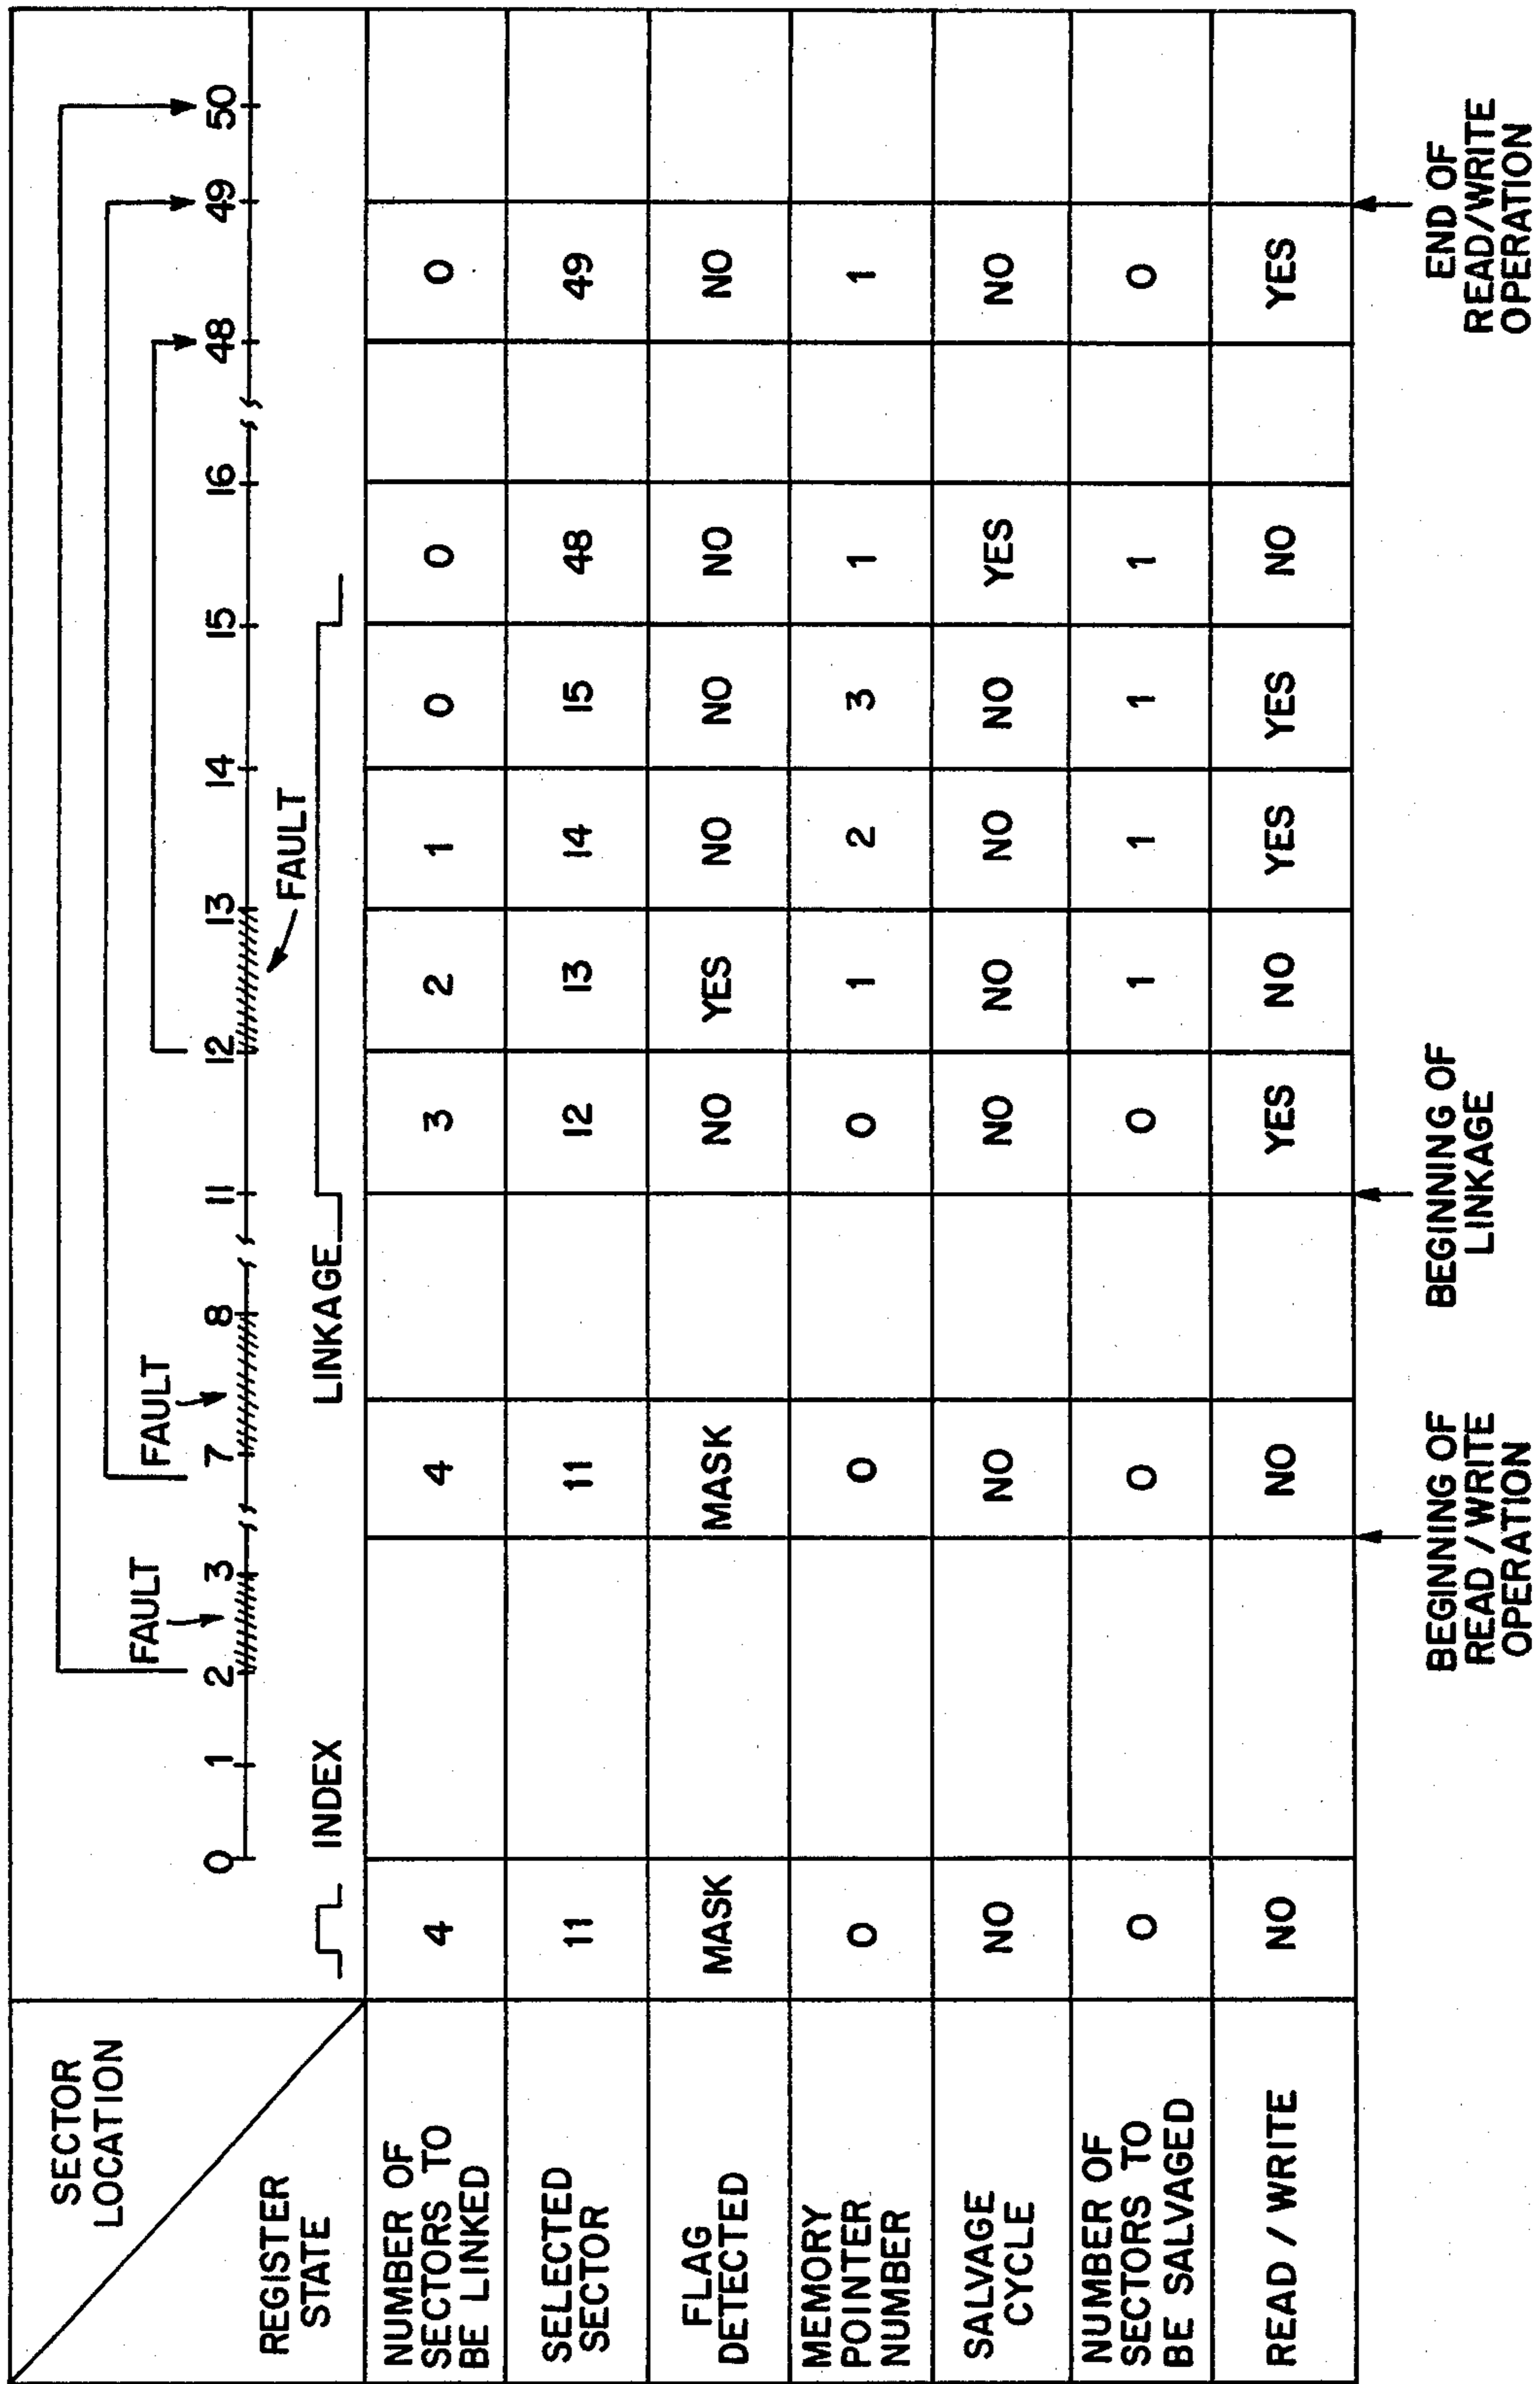 SECTOR
LOCATION
REGISTER
STATE
FAULT
FAULT
FAULT
0 1 2 3 7 8 11 12 13 14 15 16 48 49 50
INDEX
LINKAGE
NUMBER OF
SECTORS TO
BE LINKED
4 4 3 2 1 0 0 0
SELECTED
SECTOR
11 11 12 13 14 15 48 49
FLAG
DETECTED
MASK MASK NO YES NO NO NO NO
MEMORY
POINTER
NUMBER
0 0 0 1 2 3 1 1
SALVAGE
CYCLE
NO NO NO NO NO NO YES NO
NUMBER OF
SECTORS TO
BE SALVAGED
0 0 0 1 1 1 1 0
READ / WRITE
NO NO YES NO YES YES NO YES
BEGINNING OF
READ / WRITE
OPERATION
BEGINNING OF
LINKAGE
END OF
READ/WRITE
OPERATION